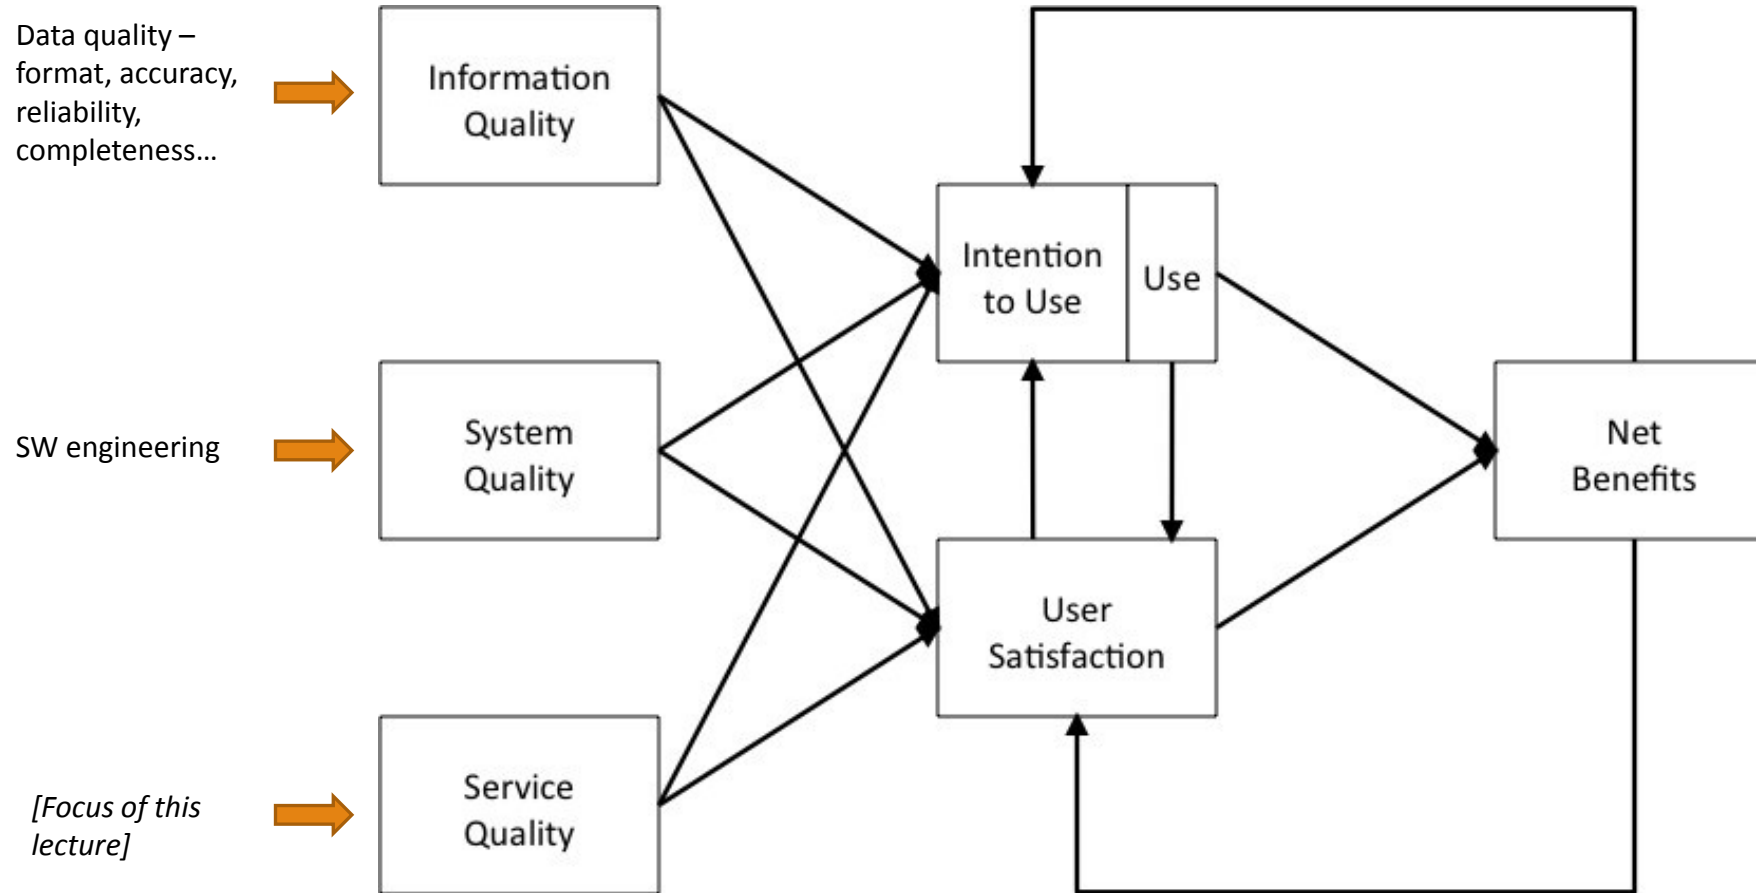 Data quality –
format, accuracy,
reliability,
completeness…
Information
Quality
Intention
to Use
Use
SW engineering
System
Quality
Net
Benefits
User
Satisfaction
[Focus of this
lecture]
Service
Quality